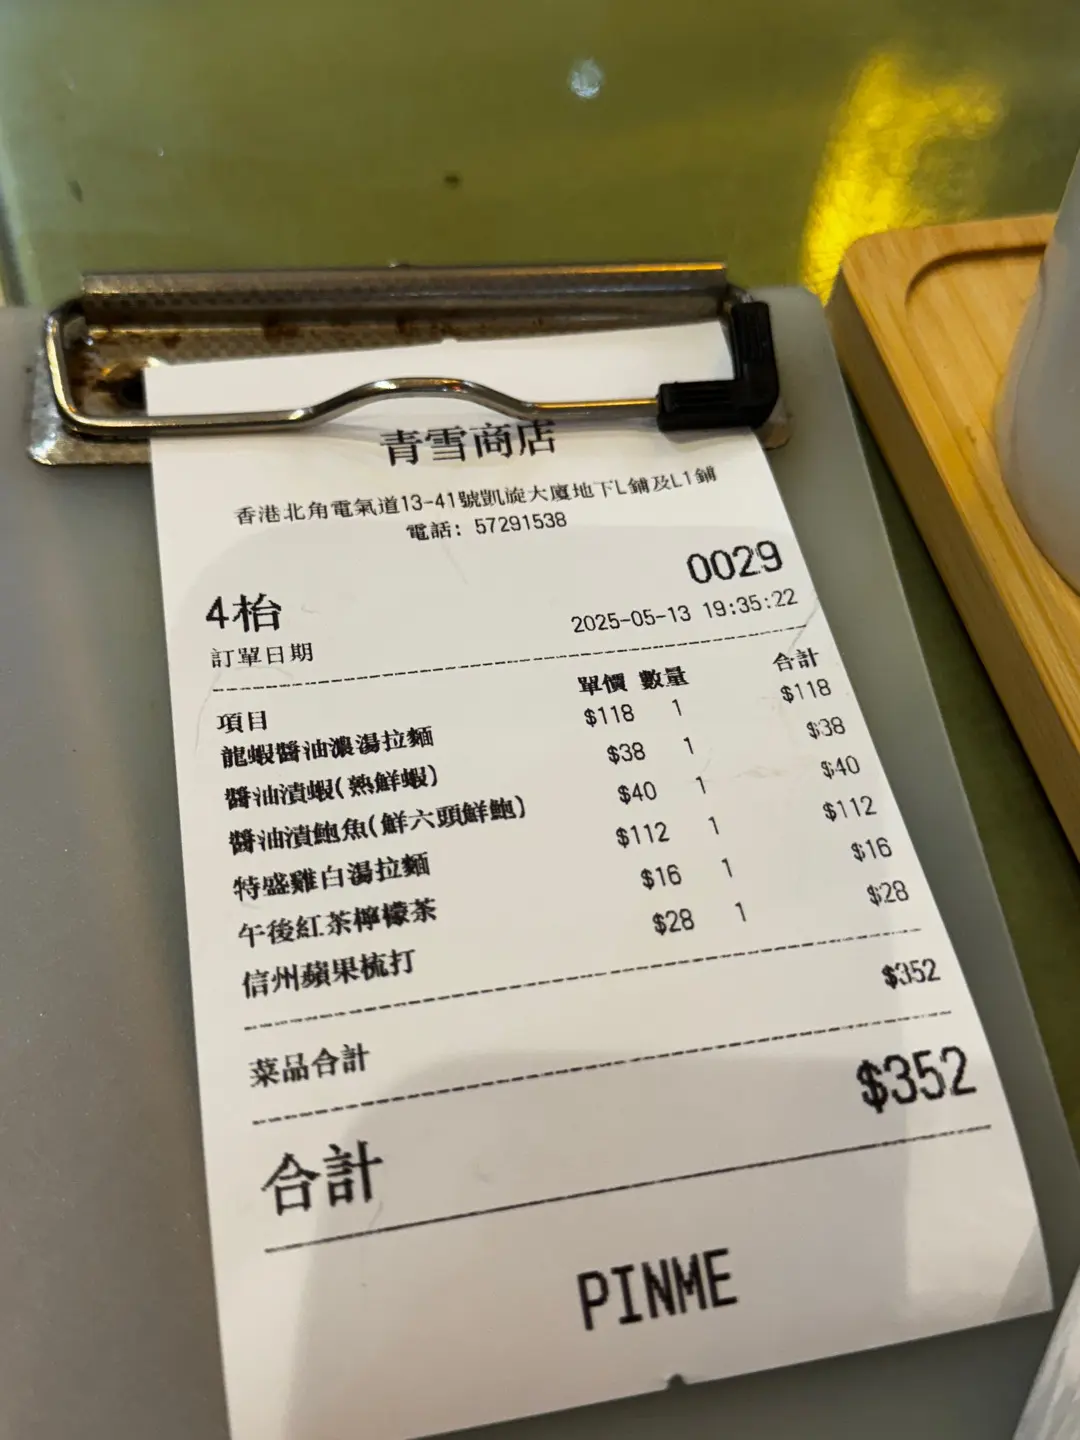 青雪商店
香港北角電氣道13-41號凱旋大廈地下L鋪及L1鋪
電話: 57291538
0029
4枱
訂單日期 2025-05-13 19:35:22
項目 單價 數量 合計
龍蝦醬油濃湯拉麵 $118 1 $118
醬油漬蝦(熟鮮蝦) $38 1 $38
醬油漬鮑魚(鮮六頭鮮鮑) $40 1 $40
特盛雞白湯拉麵 $112 1 $112
午後紅茶檸檬茶 $16 1 $16
信州蘋果梳打 $28 1 $28
菜品合計 $352
合計 $352
PINME